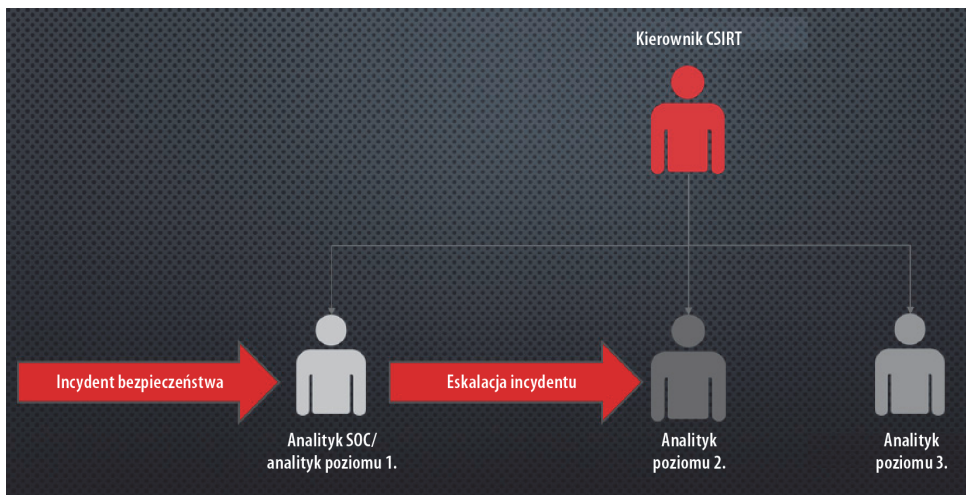 Kierownik CSIRT
Incydent bezpieczeństwa
Eskalacja incydentu
Analityk SOC/
analityk poziomu 1.
Analityk
poziomu 2.
Analityk
poziomu 3.